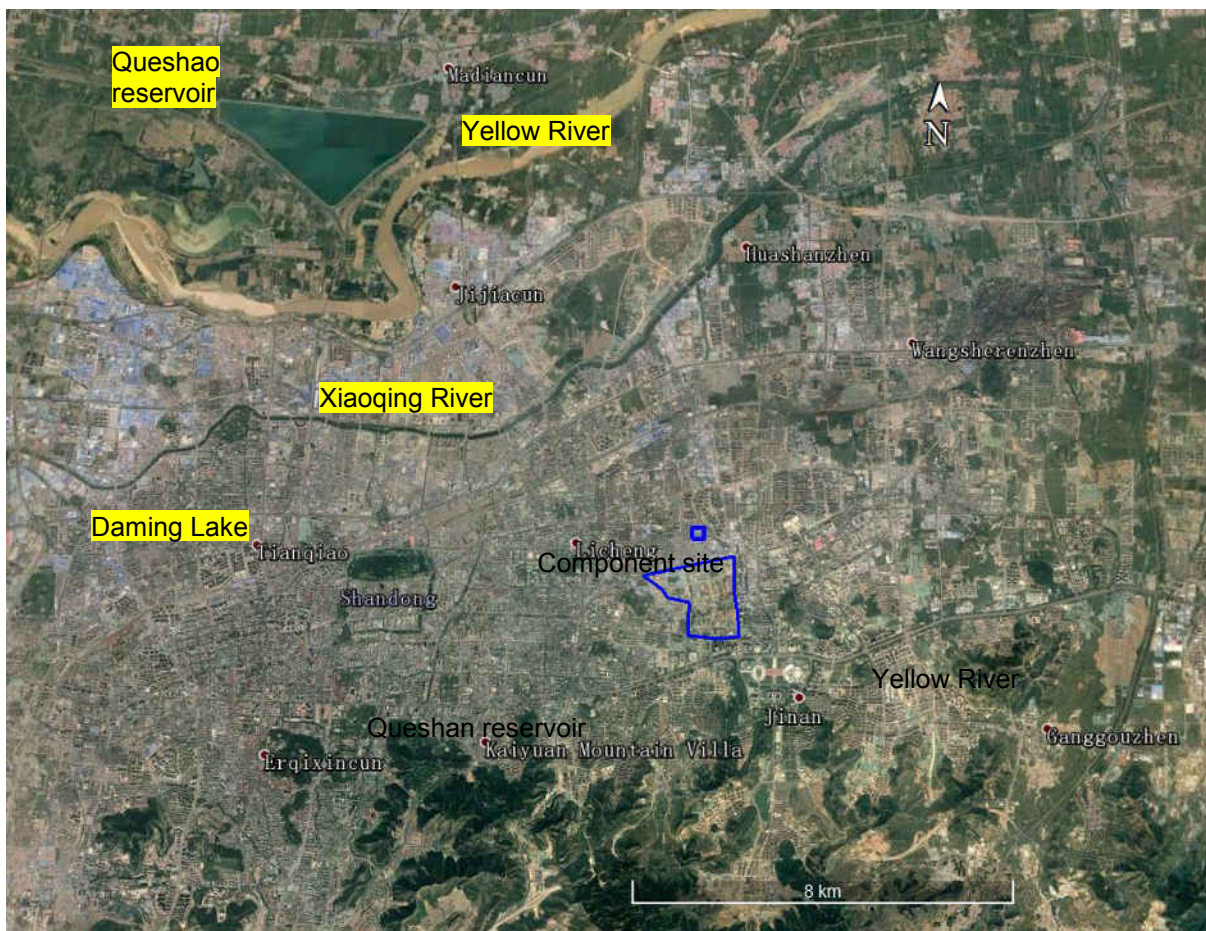 Queshao
reservoir
Madiancun
Yellow River
N
Huashanzhen
Jijiacun
Wangsherenzhen
Xiaoqing River
Daming Lake
Tianqiao
Licheng
Component site
Shandong
Yellow River
Jinan
Queshan reservoir
Ganggouzhen
Kaiyuan Mountain Villa
Erqixincun
8 km